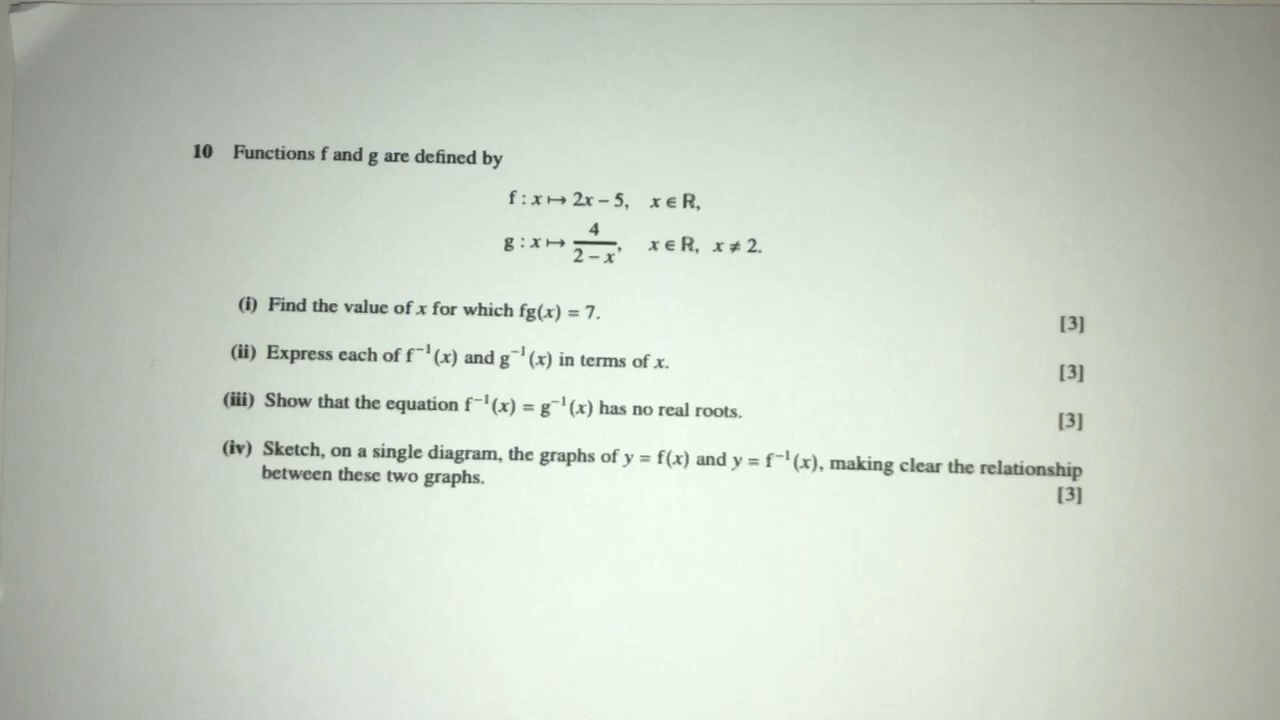 10 Functions f and g are defined by
f : x ↦ 2x − 5, x ∈ ℝ,
g : x ↦ 4/(2 − x), x ∈ ℝ, x ≠ 2.
(i) Find the value of x for which fg(x) = 7. [3]
(ii) Express each of f⁻¹(x) and g⁻¹(x) in terms of x. [3]
(iii) Show that the equation f⁻¹(x) = g⁻¹(x) has no real roots. [3]
(iv) Sketch, on a single diagram, the graphs of y = f(x) and y = f⁻¹(x), making clear the relationship
between these two graphs. [3]